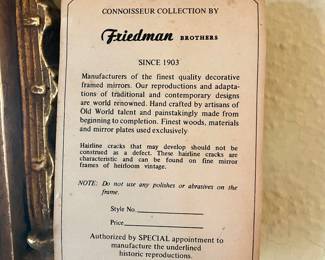 CONNOISSEUR COLLECTION BY
Friedman BROTHERS
SINCE 1903
Manufacturers of the finest quality decorative
framed mirrors. Our reproductions and adapta-
tions of traditional and contemporary designs
are world renowned. Hand crafted by artisans of
Old World talent and painstakingly made from
beginning to completion. Finest woods, materials
and mirror plates used exclusively
Hairline cracks that may develop should not be
construed as a defect. These hairline cracks are
characteristic and can be found on fine mirror
frames of heirloom vintage.
NOTE: Do not use any polishes or abrasives on the
frame.
Style No.
Price
Authorized by SPECIAL appointment to
manufacture the underlined
historic reproductions.